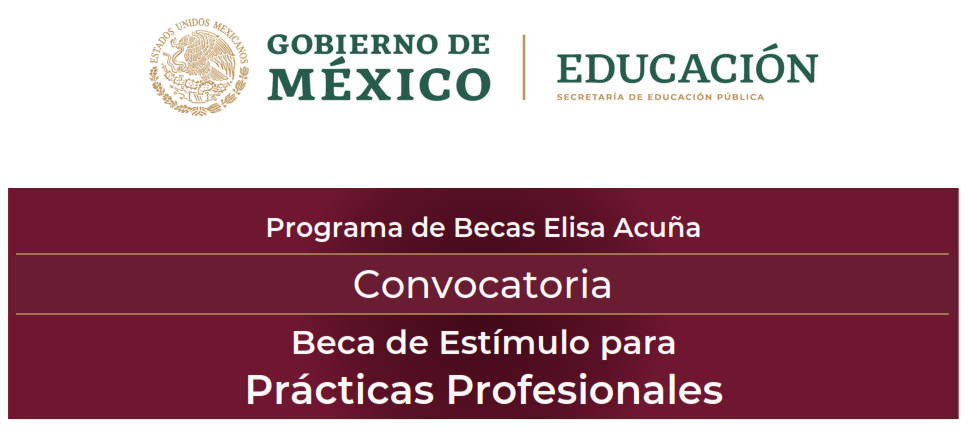 ESTADOS UNIDOS MEXICANOS
GOBIERNO DE
MÉXICO
EDUCACIÓN
SECRETARÍA DE EDUCACIÓN PÚBLICA
Programa de Becas Elisa Acuña
Convocatoria
Beca de Estímulo para
Prácticas Profesionales